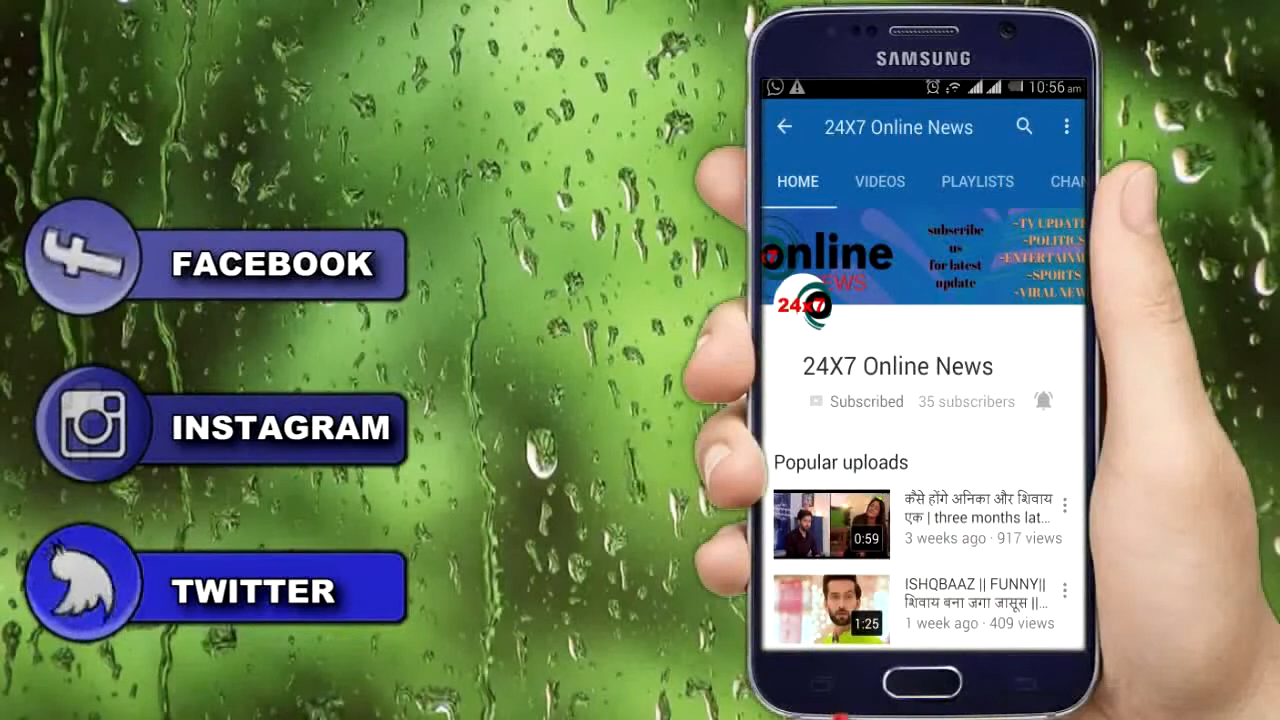 FACEBOOK
INSTAGRAM
TWITTER
SAMSUNG
10:56 am
24X7 Online News
HOME VIDEOS PLAYLISTS CHAN
online
NEWS
subscribe
us
for latest
update
~TV UPDATE
~POLITICS
~ENTERTAINM
~SPORTS
~VIRAL NEW
24x7
24X7 Online News
Subscribed 35 subscribers
Popular uploads
0:59
कैसे होंगे अनिका और शिवाय
एक | three months lat...
3 weeks ago · 917 views
1:25
ISHQBAAZ || FUNNY||
शिवाय बना जगा जासूस ||...
1 week ago · 409 views